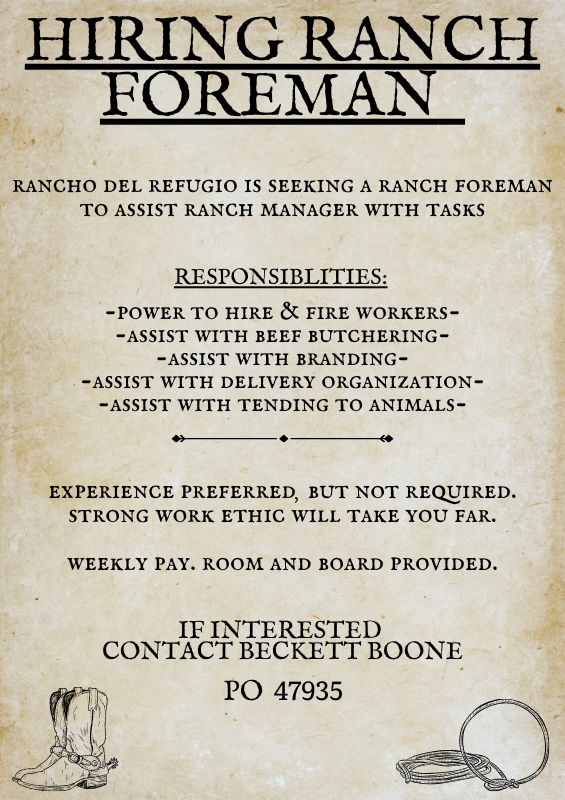 HIRING RANCH
FOREMAN
RANCHO DEL REFUGIO IS SEEKING A RANCH FOREMAN
TO ASSIST RANCH MANAGER WITH TASKS
RESPONSIBLITIES:
-POWER TO HIRE & FIRE WORKERS-
-ASSIST WITH BEEF BUTCHERING-
-ASSIST WITH BRANDING-
-ASSIST WITH DELIVERY ORGANIZATION-
-ASSIST WITH TENDING TO ANIMALS-
EXPERIENCE PREFERRED, BUT NOT REQUIRED.
STRONG WORK ETHIC WILL TAKE YOU FAR.
WEEKLY PAY. ROOM AND BOARD PROVIDED.
IF INTERESTED
CONTACT BECKETT BOONE
PO 47935